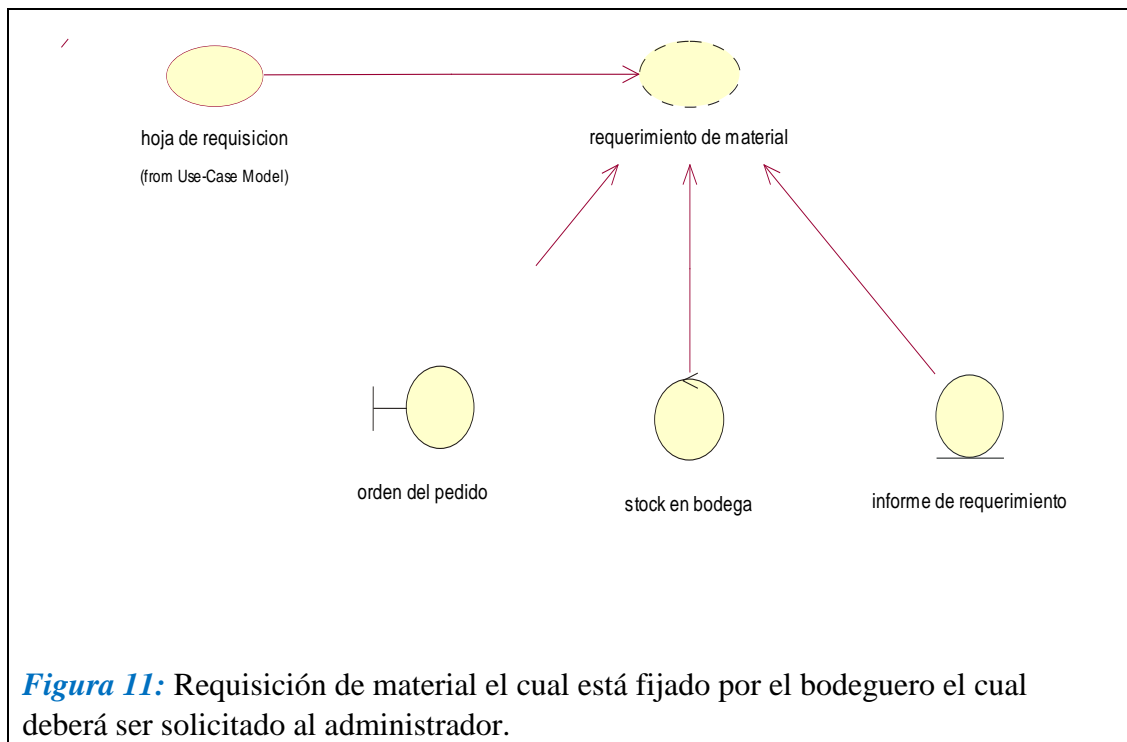 hoja de requisicion
(from Use-Case Model)
requerimiento de material
orden del pedido
stock en bodega
informe de requerimiento
Figura 11: Requisición de material el cual está fijado por el bodeguero el cual
deberá ser solicitado al administrador.